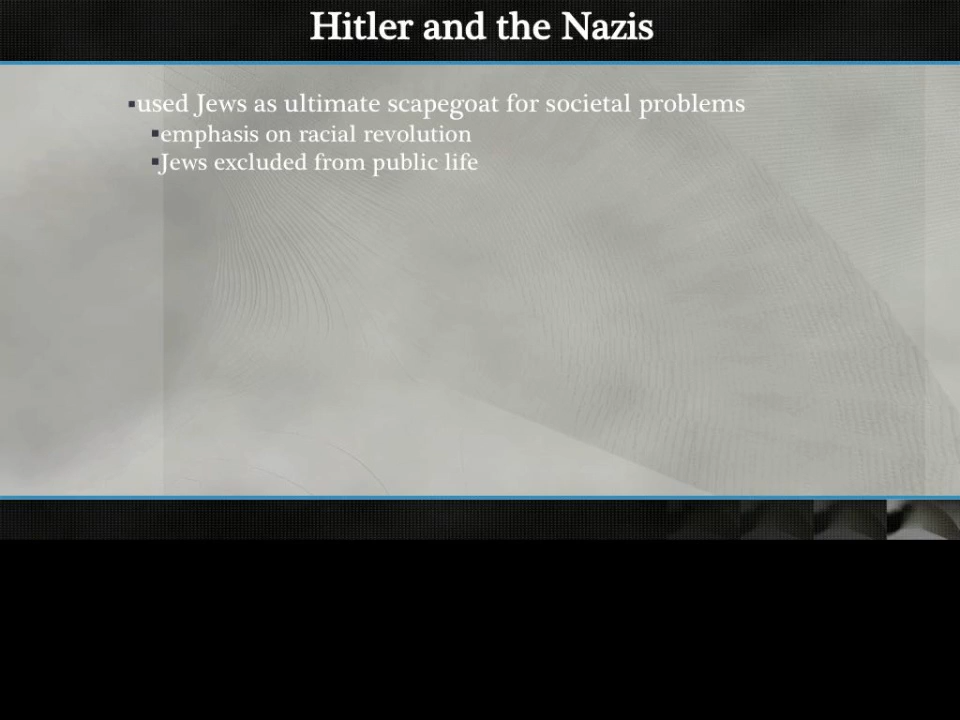 Hitler and the Nazis
▪used Jews as ultimate scapegoat for societal problems
▪emphasis on racial revolution
▪Jews excluded from public life